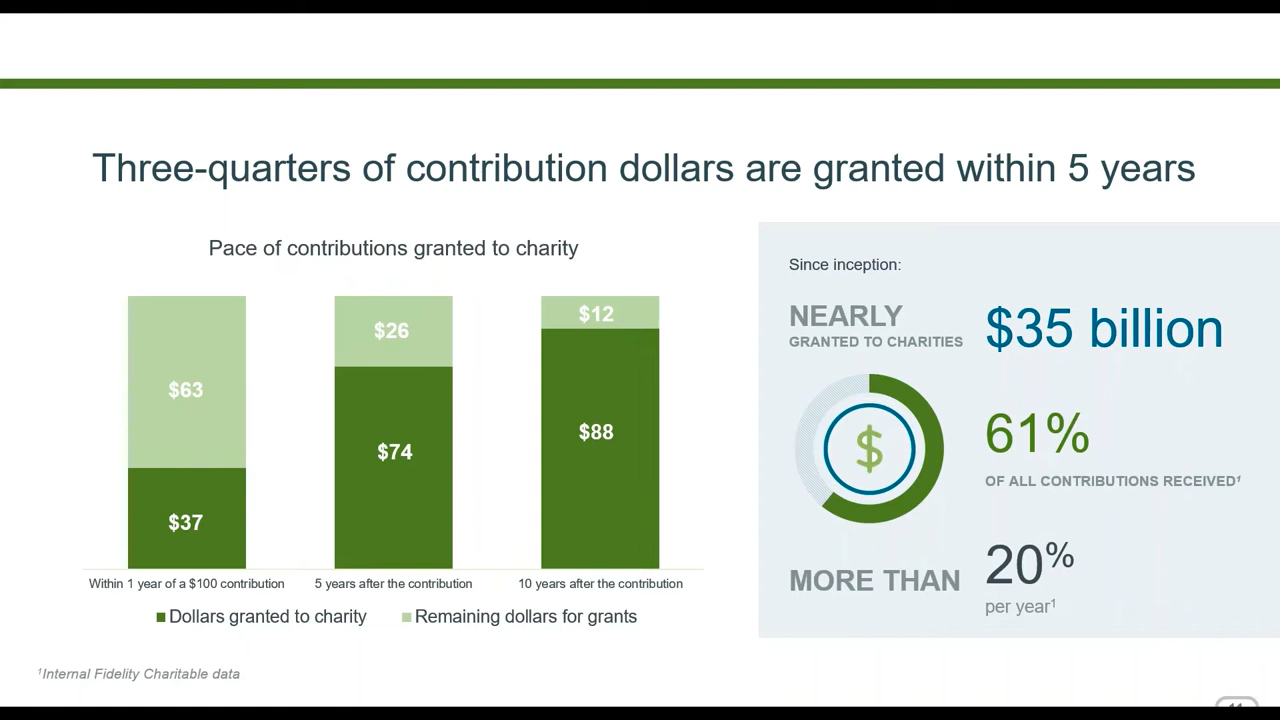 Three-quarters of contribution dollars are granted within 5 years
Pace of contributions granted to charity
$63
$37
$26
$74
$12
$88
Within 1 year of a $100 contribution
5 years after the contribution
10 years after the contribution
Dollars granted to charity
Remaining dollars for grants
Since inception:
NEARLY
GRANTED TO CHARITIES
$35 billion
$
61%
OF ALL CONTRIBUTIONS RECEIVED¹
MORE THAN
20%
per year¹
¹Internal Fidelity Charitable data